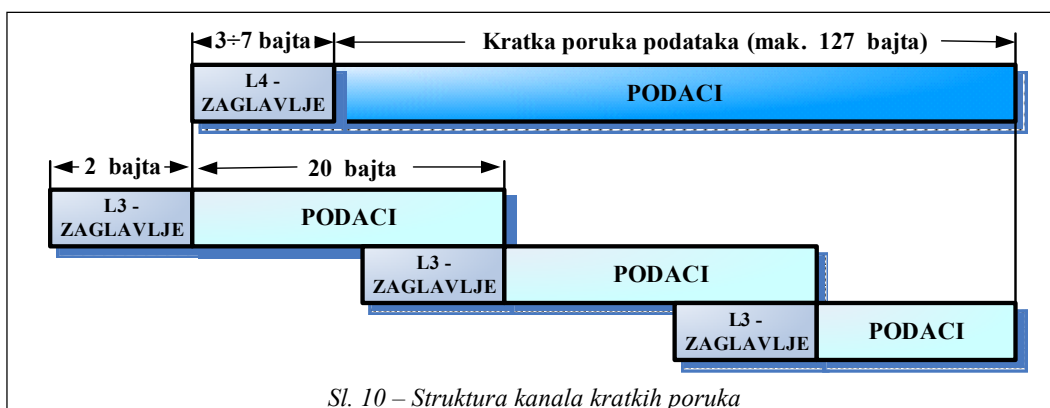 3÷7 bajta
Kratka poruka podataka (mak. 127 bajta)
L4 -
ZAGLAVLJE
PODACI
2 bajta
20 bajta
L3 -
ZAGLAVLJE
PODACI
L3 -
ZAGLAVLJE
PODACI
L3 -
ZAGLAVLJE
PODACI
Sl. 10 – Struktura kanala kratkih poruka